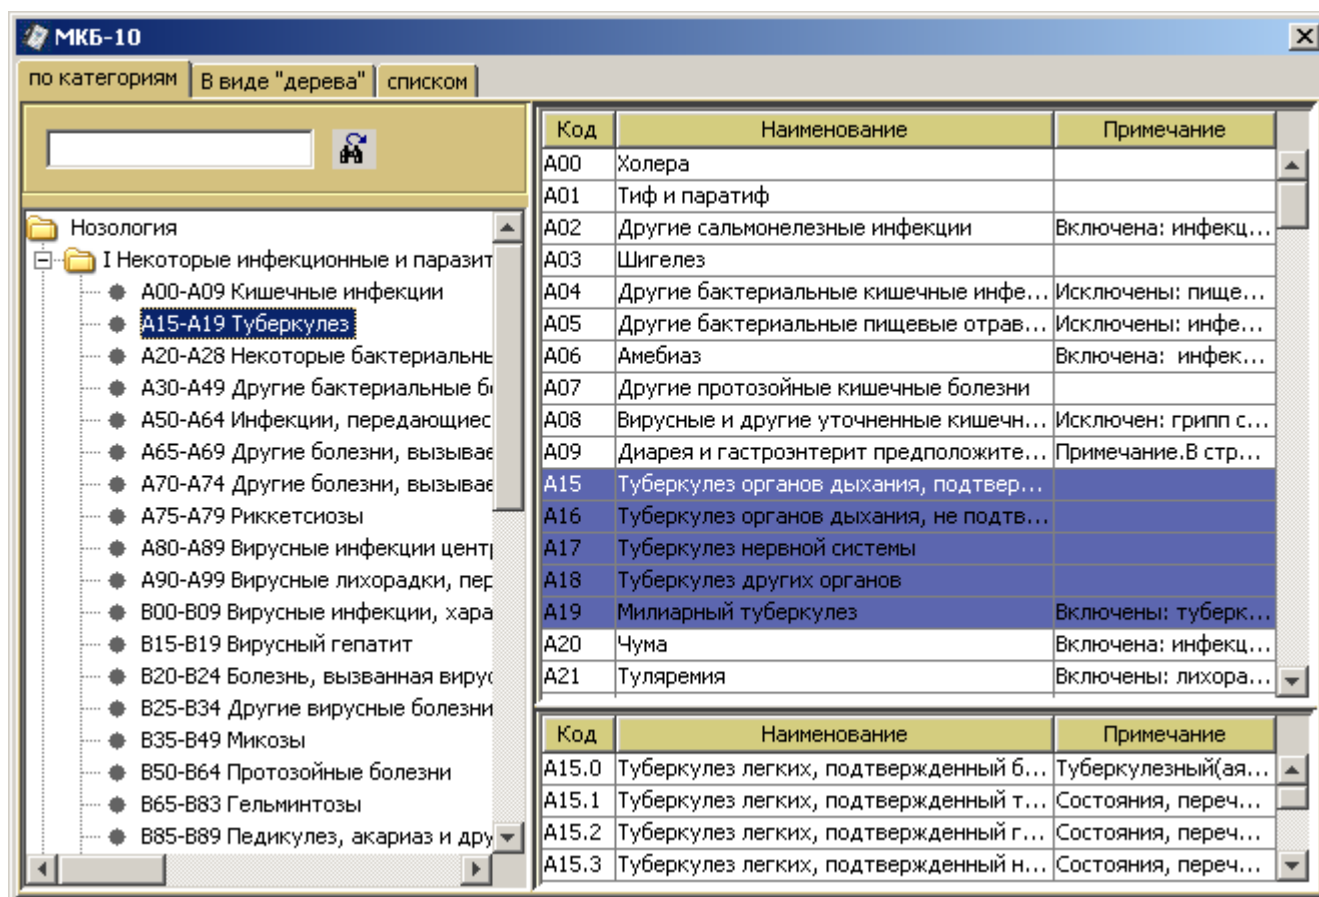 МКБ-10
по категориям В виде "дерева" списком
Нозология
I Некоторые инфекционные и паразит
A00-A09 Кишечные инфекции
A15-A19 Туберкулез
A20-A28 Некоторые бактериальны
A30-A49 Другие бактериальные б
A50-A64 Инфекции, передающиес
A65-A69 Другие болезни, вызывае
A70-A74 Другие болезни, вызывае
A75-A79 Риккетсиозы
A80-A89 Вирусные инфекции цент
A90-A99 Вирусные лихорадки, пер
B00-B09 Вирусные инфекции, хара
B15-B19 Вирусный гепатит
B20-B24 Болезнь, вызванная виру
B25-B34 Другие вирусные болезни
B35-B49 Микозы
B50-B64 Протозойные болезни
B65-B83 Гельминтозы
B85-B89 Педикулез, акариаз и дру
Код Наименование Примечание
A00 Холера
A01 Тиф и паратиф
A02 Другие сальмонелезные инфекции Включена: инфекц...
A03 Шигелез
A04 Другие бактериальные кишечные инфе... Исключены: пище...
A05 Другие бактериальные пищевые отрав... Исключены: инфе...
A06 Амебиаз Включена: инфек...
A07 Другие протозойные кишечные болезни
A08 Вирусные и другие уточненные кишечн... Исключен: грипп с...
A09 Диарея и гастроэнтерит предположите... Примечание.В стр...
A15 Туберкулез органов дыхания, подтвер...
A16 Туберкулез органов дыхания, не подтв...
A17 Туберкулез нервной системы
A18 Туберкулез других органов
A19 Милиарный туберкулез Включены: туберк...
A20 Чума Включена: инфекц...
A21 Туляремия Включены: лихора...
Код Наименование Примечание
A15.0 Туберкулез легких, подтвержденный б... Туберкулезный(ая...
A15.1 Туберкулез легких, подтвержденный т... Состояния, переч...
A15.2 Туберкулез легких, подтвержденный г... Состояния, переч...
A15.3 Туберкулез легких, подтвержденный н... Состояния, переч...